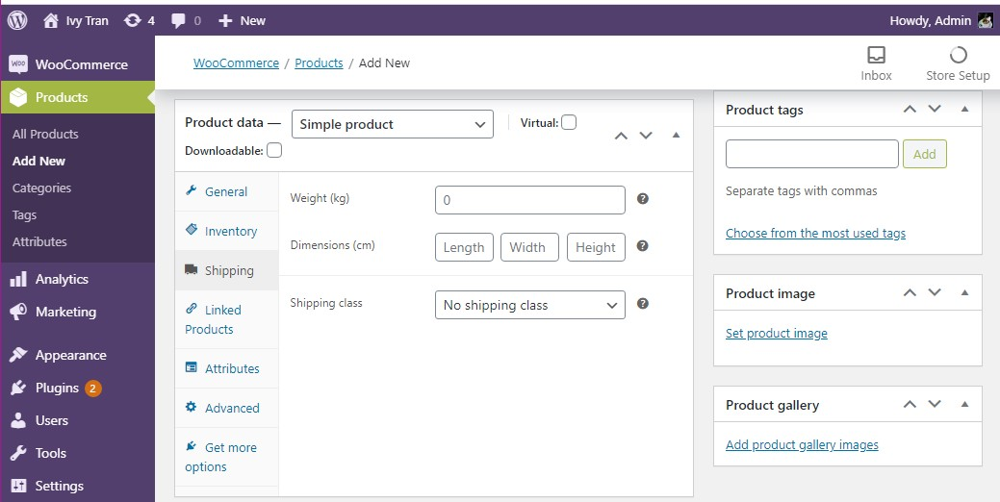 Ivy Tran 4 0 New Howdy, Admin
WOO WooCommerce
Products
All Products
Add New
Categories
Tags
Attributes
Analytics
Marketing
Appearance
Plugins 2
Users
Tools
Settings
WooCommerce / Products / Add New
Inbox
Store Setup
Product data — Simple product Virtual:
Downloadable:
General
Inventory
Shipping
Linked
Products
Attributes
Advanced
Get more
options
Weight (kg) 0
Dimensions (cm) Length Width Height
Shipping class No shipping class
Product tags
Add
Separate tags with commas
Choose from the most used tags
Product image
Set product image
Product gallery
Add product gallery images